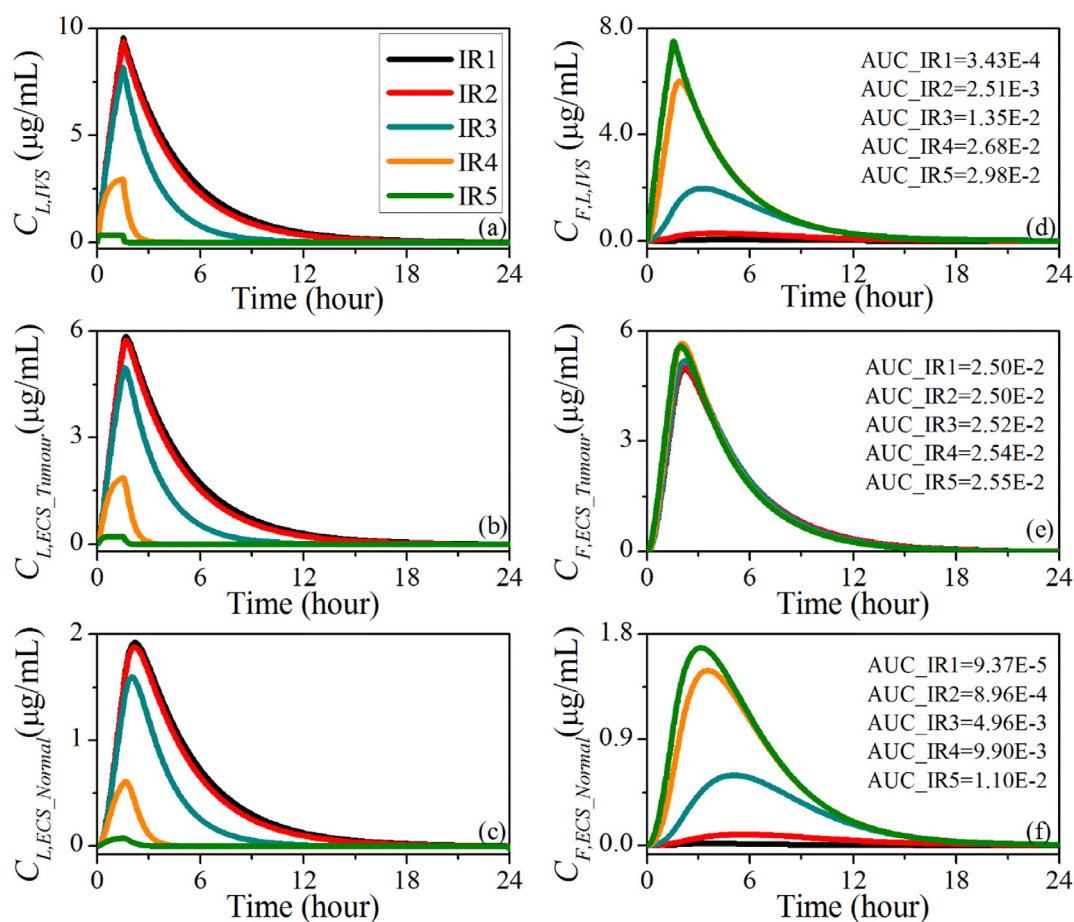 C_L,IVS (µg/mL)
10
5
0
IR1
IR2
IR3
IR4
IR5
(a)
0 6 12 18 24
Time (hour)
C_F,L,IVS (µg/mL)
8.0
4.0
0.0
AUC_IR1=3.43E-4
AUC_IR2=2.51E-3
AUC_IR3=1.35E-2
AUC_IR4=2.68E-2
AUC_IR5=2.98E-2
(d)
0 6 12 18 24
Time (hour)
C_L,ECS_Tumour(µg/mL)
6
3
0
(b)
0 6 12 18 24
Time (hour)
C_F,ECS_Tumour(µg/mL)
6
3
0
AUC_IR1=2.50E-2
AUC_IR2=2.50E-2
AUC_IR3=2.52E-2
AUC_IR4=2.54E-2
AUC_IR5=2.55E-2
(e)
0 6 12 18 24
Time (hour)
C_L,ECS_Normal(µg/mL)
2
1
0
(c)
0 6 12 18 24
Time (hour)
C_F,ECS_Normal(µg/mL)
1.8
0.9
0.0
AUC_IR1=9.37E-5
AUC_IR2=8.96E-4
AUC_IR3=4.96E-3
AUC_IR4=9.90E-3
AUC_IR5=1.10E-2
(f)
0 6 12 18 24
Time (hour)